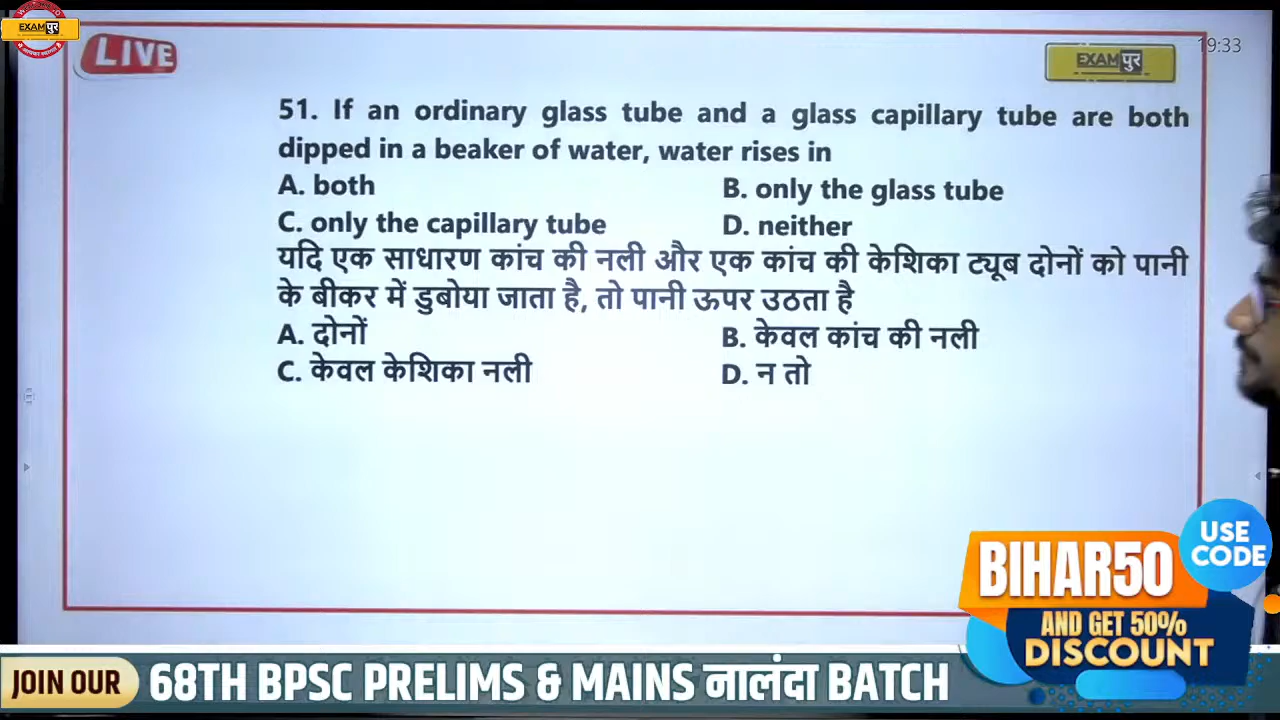 EXAMपुर
LIVE
EXAMपुर
19:33
51. If an ordinary glass tube and a glass capillary tube are both
dipped in a beaker of water, water rises in
A. both B. only the glass tube
C. only the capillary tube D. neither
यदि एक साधारण कांच की नली और एक कांच की केशिका ट्यूब दोनों को पानी
के बीकर में डुबोया जाता है, तो पानी ऊपर उठता है
A. दोनों B. केवल कांच की नली
C. केवल केशिका नली D. न तो
USE
CODE
BIHAR50
AND GET 50%
DISCOUNT
JOIN OUR 68TH BPSC PRELIMS & MAINS नालंदा BATCH